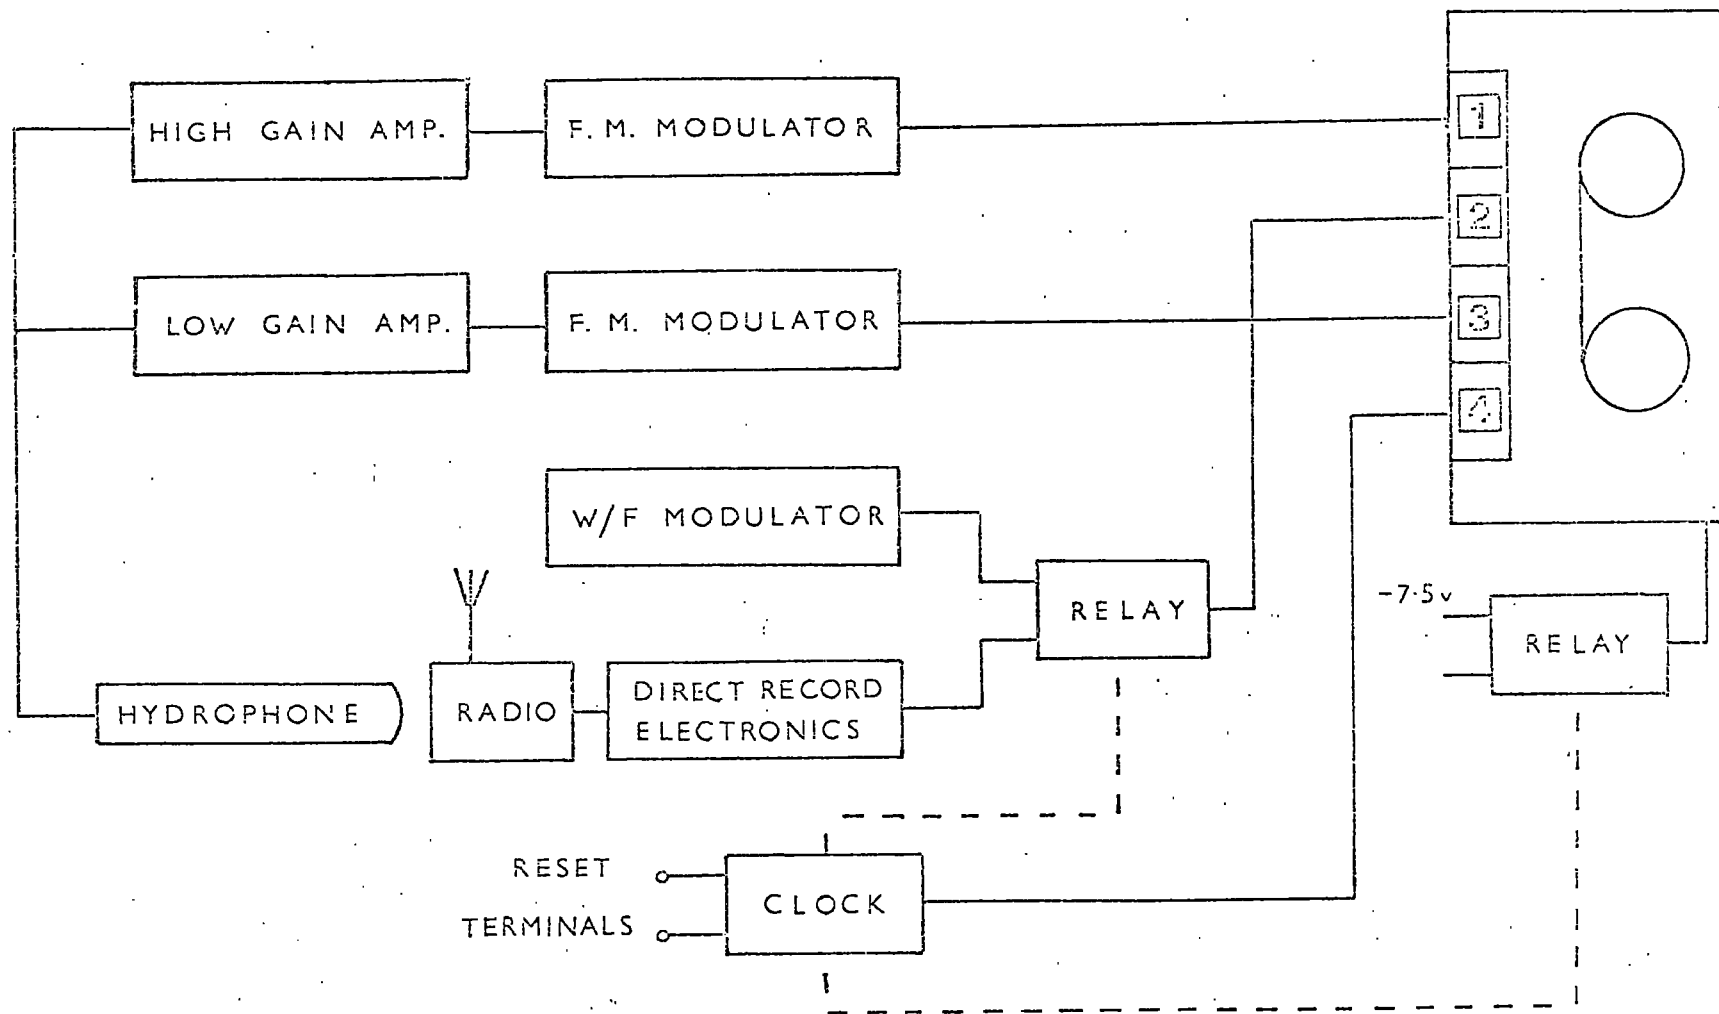 HIGH GAIN AMP.
F. M. MODULATOR
1
2
LOW GAIN AMP.
F. M. MODULATOR
3
4
W/F MODULATOR
RELAY
-7.5v
RELAY
HYDROPHONE
RADIO
DIRECT RECORD
ELECTRONICS
RESET
TERMINALS
CLOCK